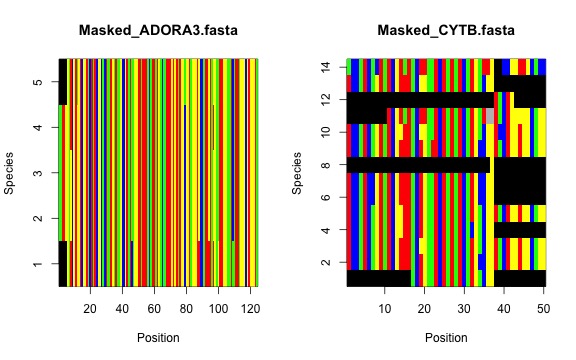 Masked_ADORA3.fasta
Species
5
4
3
2
1
20 40 60 80 100 120
Position
Masked_CYTB.fasta
Species
14
12
10
8
6
4
2
10 20 30 40 50
Position